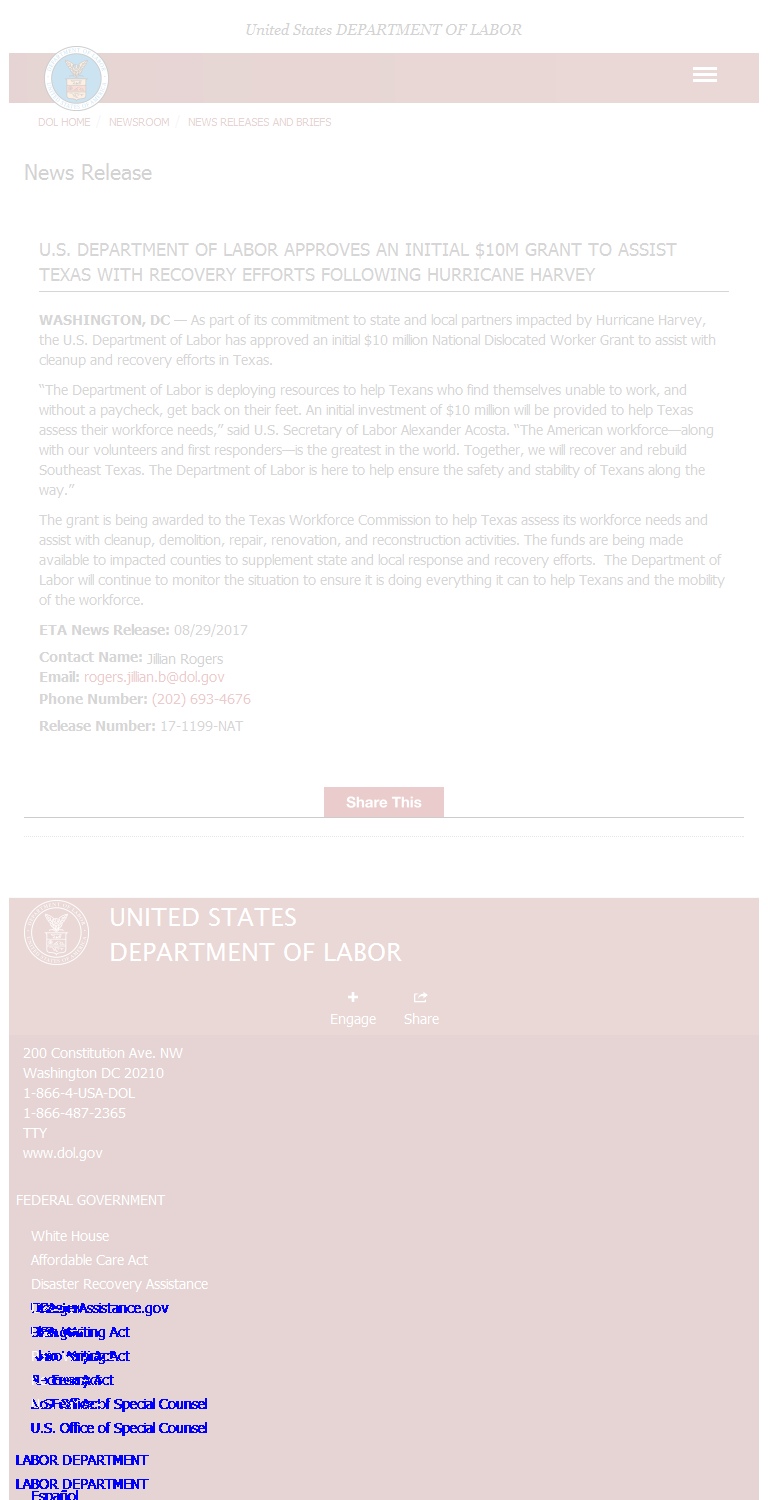 United States DEPARTMENT OF LABOR
DOL HOME / NEWSROOM / NEWS RELEASES AND BRIEFS
News Release
U.S. DEPARTMENT OF LABOR APPROVES AN INITIAL $10M GRANT TO ASSIST
TEXAS WITH RECOVERY EFFORTS FOLLOWING HURRICANE HARVEY
WASHINGTON, DC — As part of its commitment to state and local partners impacted by Hurricane Harvey,
the U.S. Department of Labor has approved an initial $10 million National Dislocated Worker Grant to assist with
cleanup and recovery efforts in Texas.
“The Department of Labor is deploying resources to help Texans who find themselves unable to work, and
without a paycheck, get back on their feet. An initial investment of $10 million will be provided to help Texas
assess their workforce needs,” said U.S. Secretary of Labor Alexander Acosta. “The American workforce—along
with our volunteers and first responders—is the greatest in the world. Together, we will recover and rebuild
Southeast Texas. The Department of Labor is here to help ensure the safety and stability of Texans along the
way.”
The grant is being awarded to the Texas Workforce Commission to help Texas assess its workforce needs and
assist with cleanup, demolition, repair, renovation, and reconstruction activities. The funds are being made
available to impacted counties to supplement state and local response and recovery efforts.  The Department of
Labor will continue to monitor the situation to ensure it is doing everything it can to help Texans and the mobility
of the workforce.
ETA News Release: 08/29/2017
Contact Name: Jillian Rogers
Email: rogers.jillian.b@dol.gov
Phone Number: (202) 693-4676
Release Number: 17-1199-NAT
Share This
UNITED STATES
DEPARTMENT OF LABOR
Engage Share
200 Constitution Ave. NW
Washington DC 20210
1-866-4-USA-DOL
1-866-487-2365
TTY
www.dol.gov
FEDERAL GOVERNMENT
White House
Affordable Care Act
Disaster Recovery Assistance
Act
Act
Act
of Special Counsel
U.S. Office of Special Counsel
LABOR DEPARTMENT
LABOR DEPARTMENT
Español